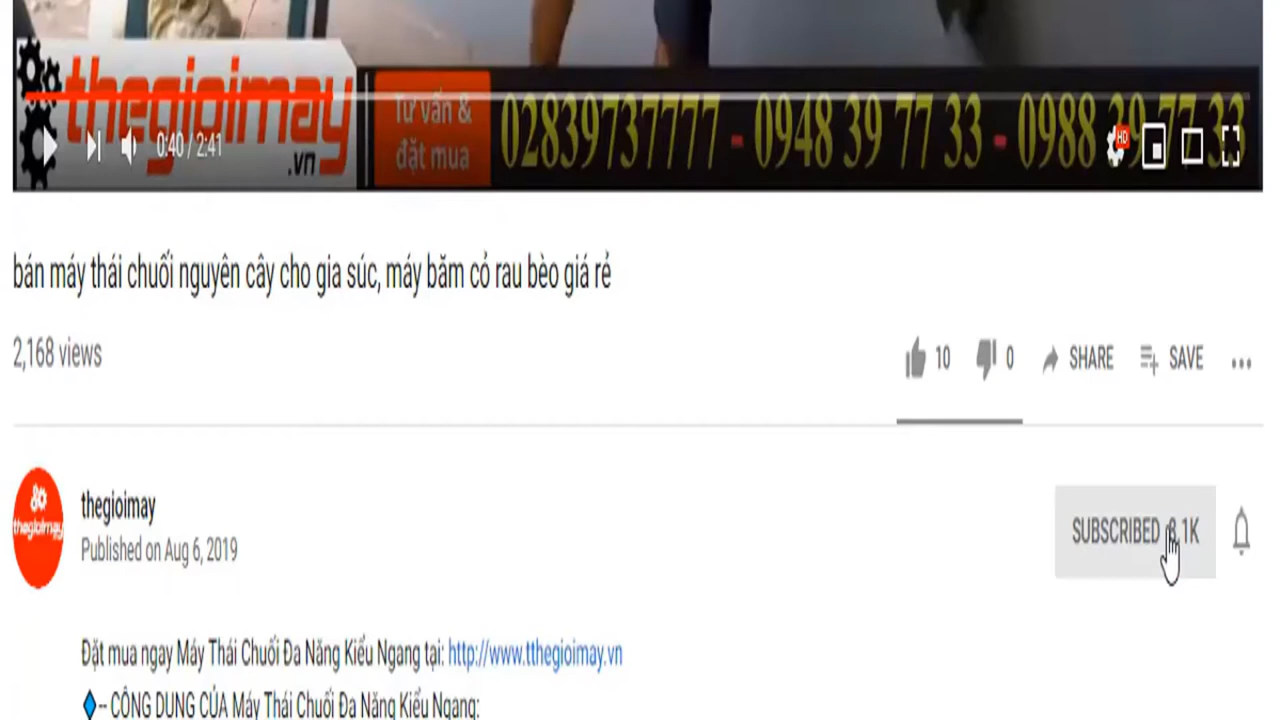 thegioimay
.vn
Tư vấn &
đặt mua
02839737777 - 0948 39 77 33 - 0988 39 77 33
0:40 / 2:41
HD
bán máy thái chuối nguyên cây cho gia súc, máy băm cỏ rau bèo giá rẻ
2,168 views
10 0 SHARE SAVE
thegioimay
thegioimay
Published on Aug 6, 2019
SUBSCRIBED
Đặt mua ngay Máy Thái Chuối Đa Năng Kiểu Ngang tại: http://www.tthegioimay.vn
-- CÔNG DỤNG CỦA Máy Thái Chuối Đa Năng Kiểu Ngang: